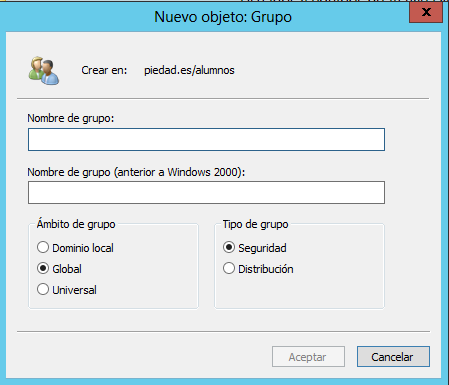 Nuevo objeto: Grupo
x
Crear en: piedad.es/alumnos
Nombre de grupo:
Nombre de grupo (anterior a Windows 2000):
Ámbito de grupo
Dominio local
Global
Universal
Tipo de grupo
Seguridad
Distribución
Aceptar
Cancelar